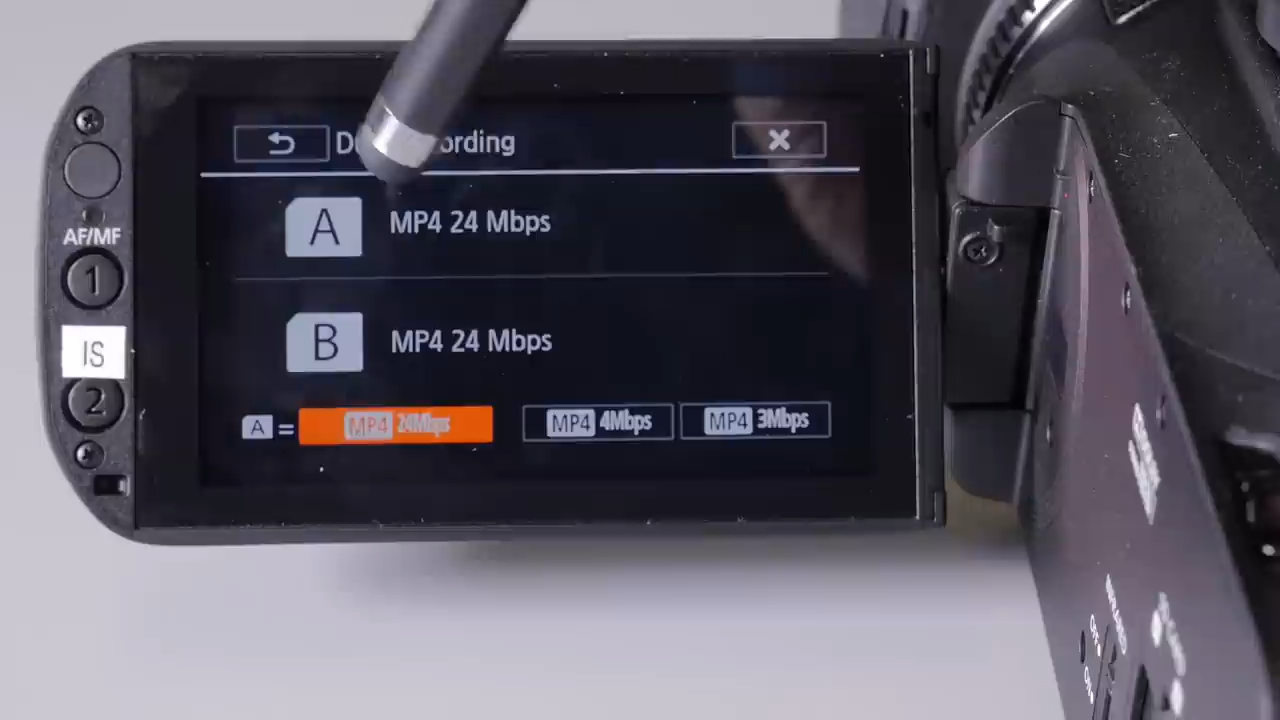 D ording
A MP4 24 Mbps
B MP4 24 Mbps
A = MP4 24Mbps MP4 4Mbps MP4 3Mbps
AF/MF
1
IS
2